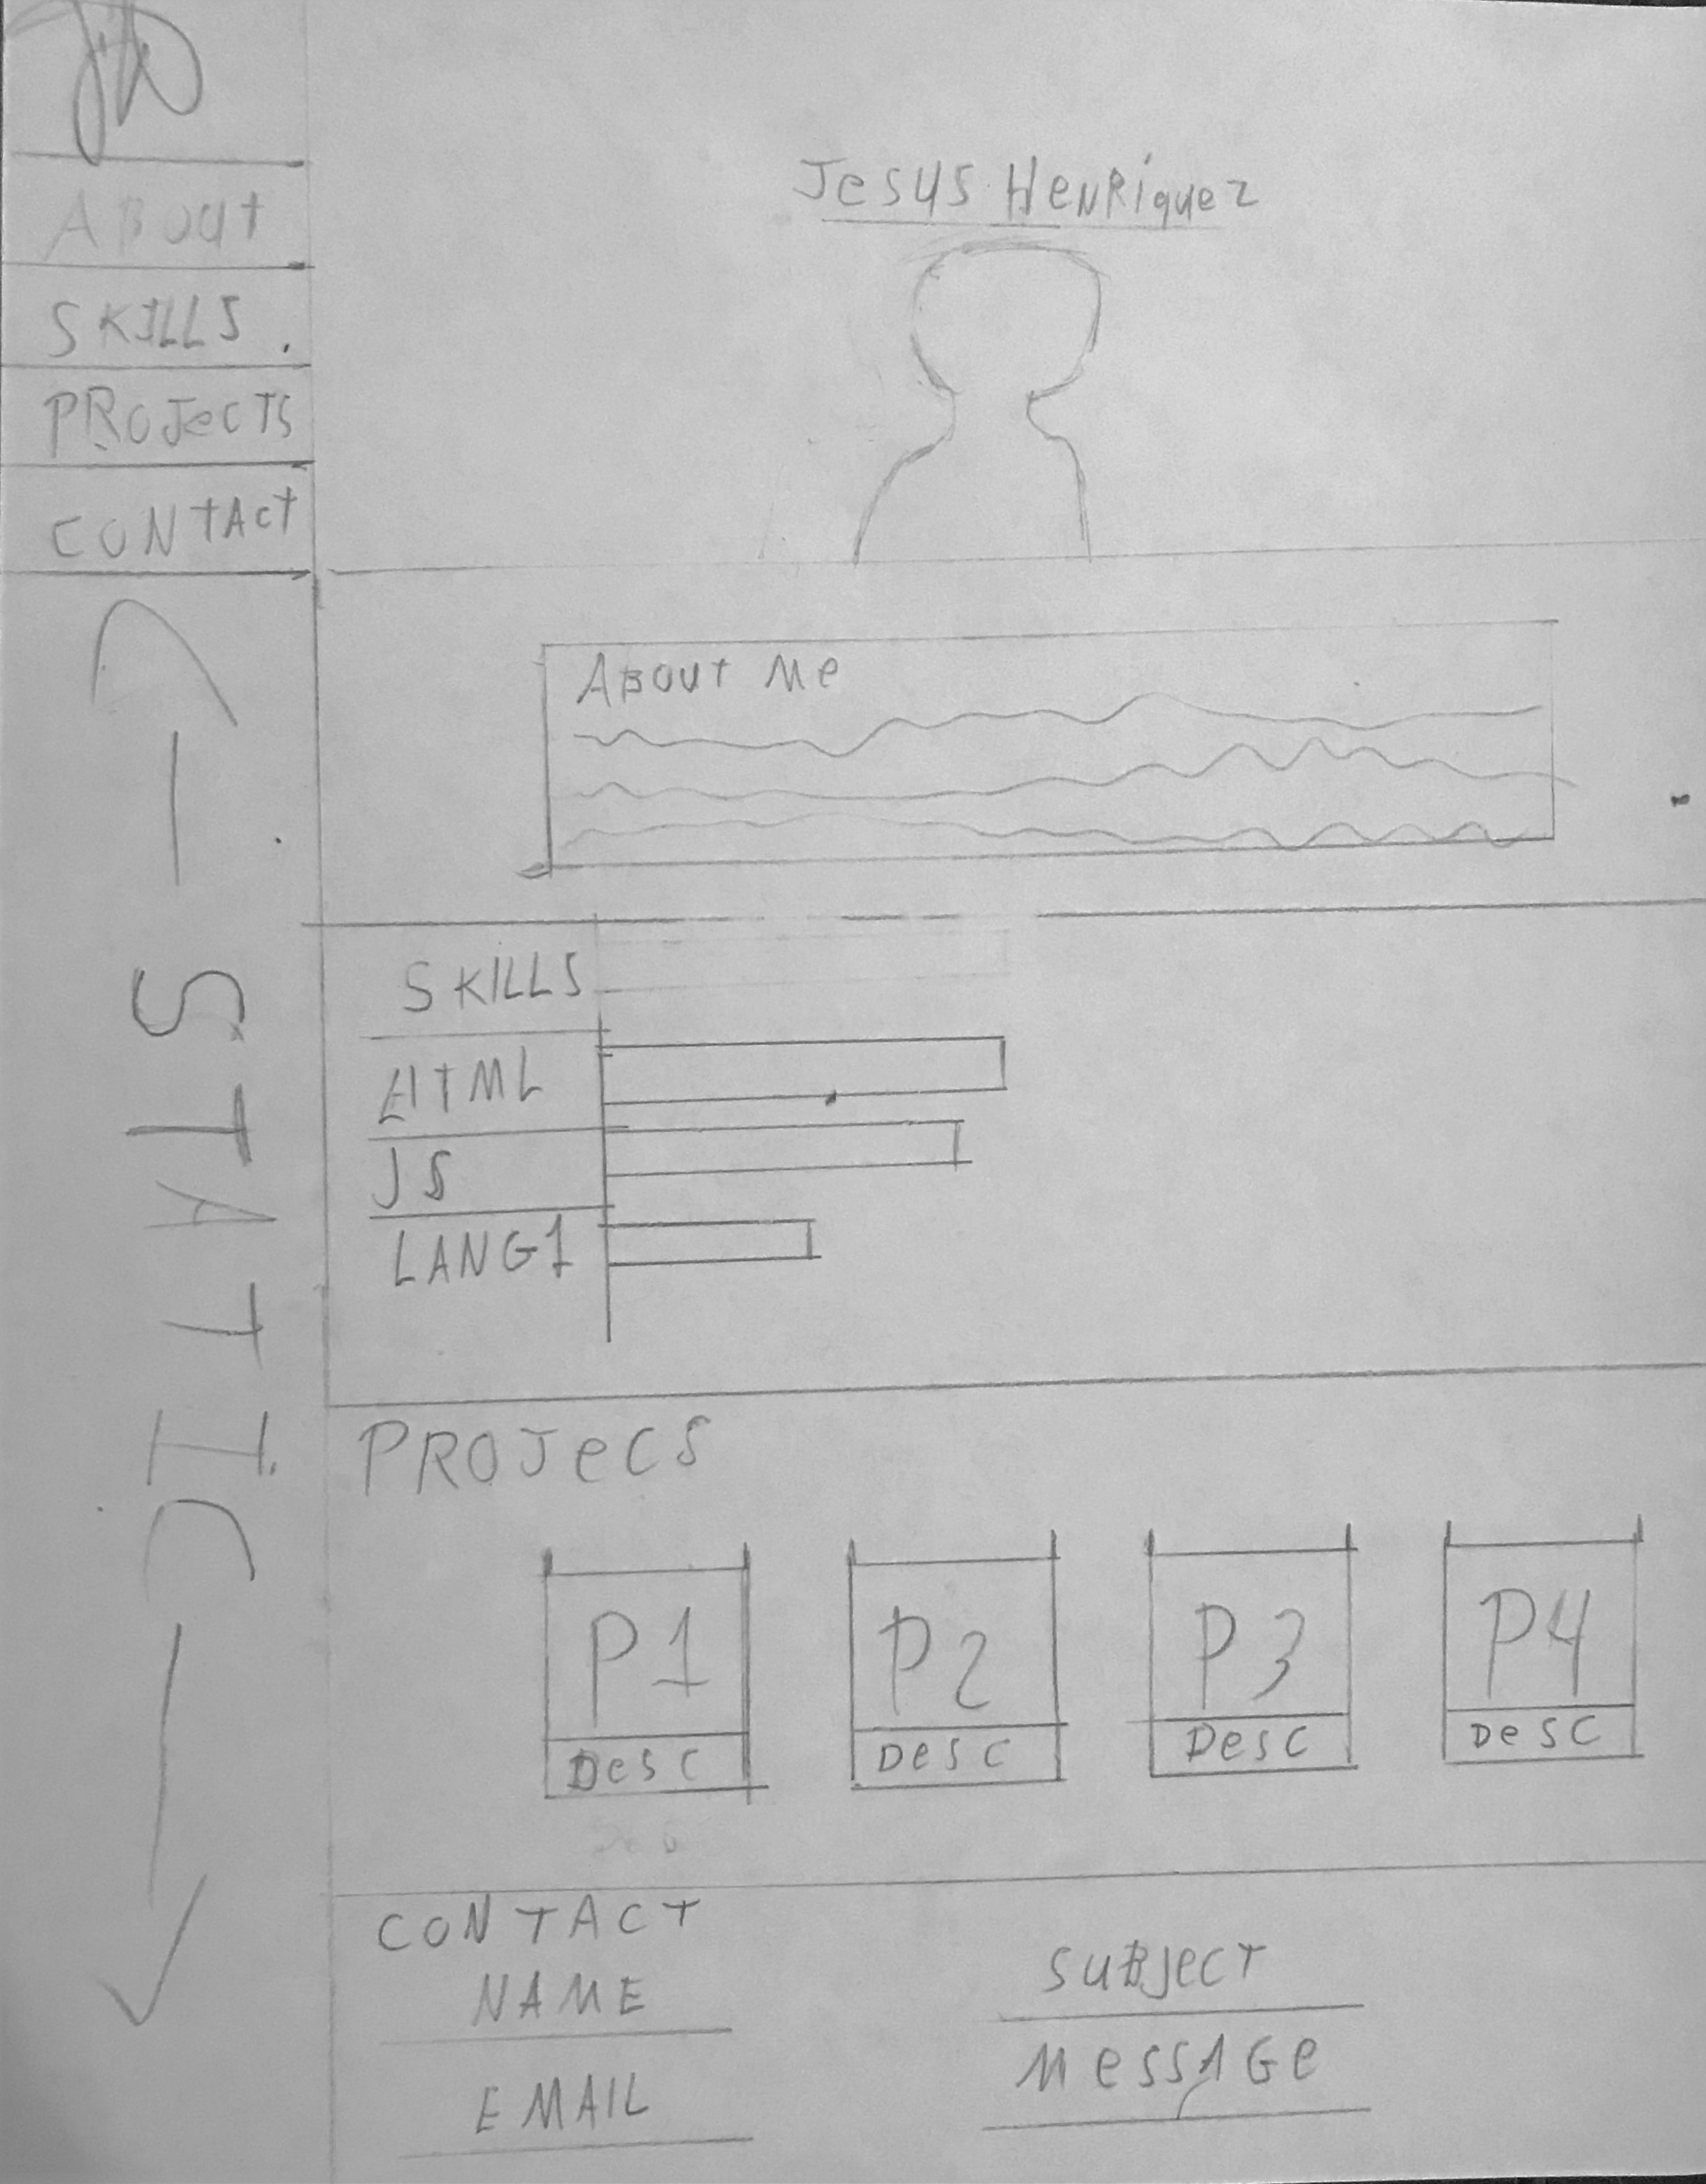 JH
ABout
SKILLS
PROJECTS
CONTACT
STATIC
JESUS HENRiquez
ABOUT Me
SKILLS
HTML
JS
LANG1
PROJeCS
P1
P2
P3
P4
DeSC
DeSC
DeSC
DeSC
CONTACT
NAME
SUBJECT
EMAIL
MeSSAGe